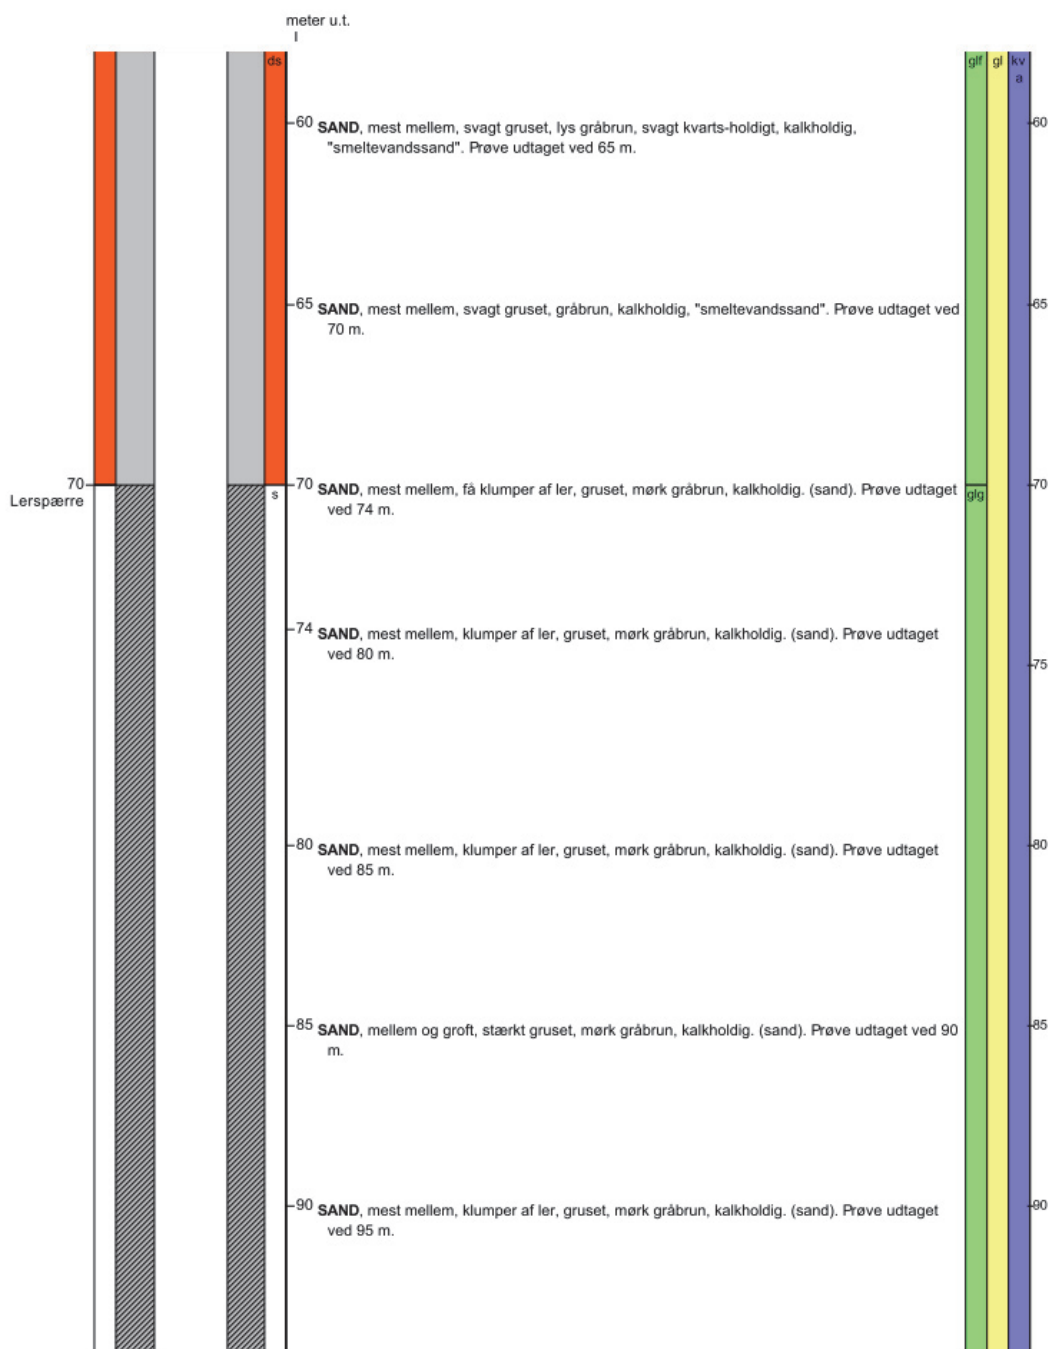 meter u.t.
ds
glf
gl
kv
a
60
SAND, mest mellem, svagt gruset, lys gråbrun, svagt kvarts-holdigt, kalkholdig,
"smeltevandssand". Prøve udtaget ved 65 m.
60
65
SAND, mest mellem, svagt gruset, gråbrun, kalkholdig, "smeltevandssand". Prøve udtaget ved
70 m.
65
70
Lerspærre
s
70
SAND, mest mellem, få klumper af ler, gruset, mørk gråbrun, kalkholdig. (sand). Prøve udtaget
ved 74 m.
glg
70
74
SAND, mest mellem, klumper af ler, gruset, mørk gråbrun, kalkholdig. (sand). Prøve udtaget
ved 80 m.
75
80
SAND, mest mellem, klumper af ler, gruset, mørk gråbrun, kalkholdig. (sand). Prøve udtaget
ved 85 m.
80
85
SAND, mellem og groft, stærkt gruset, mørk gråbrun, kalkholdig. (sand). Prøve udtaget ved 90
m.
85
90
SAND, mest mellem, klumper af ler, gruset, mørk gråbrun, kalkholdig. (sand). Prøve udtaget
ved 95 m.
90